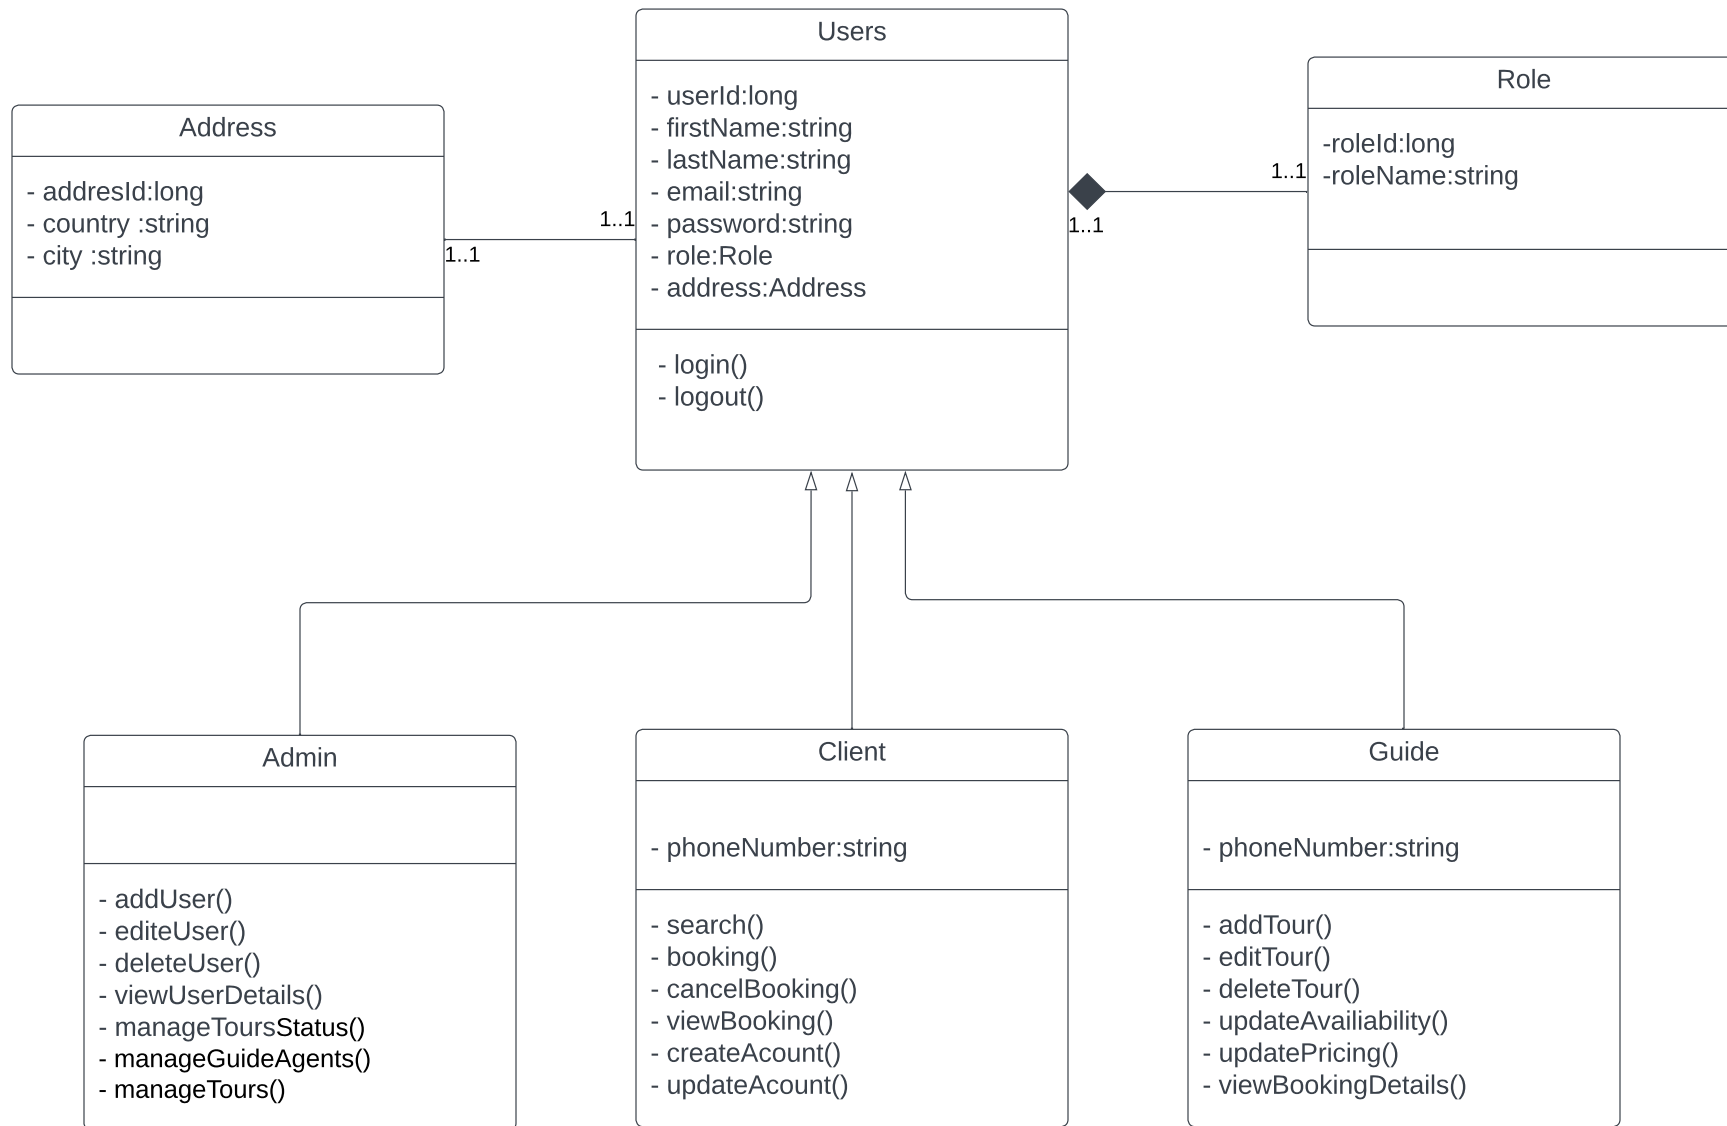 Users
- userId:long
- firstName:string
- lastName:string
- email:string
- password:string
- role:Role
- address:Address
- login()
- logout()
Address
- addresId:long
- country :string
- city :string
1..1
1..1
Role
-roleId:long
-roleName:string
1..1
1..1
Admin
- addUser()
- editeUser()
- deleteUser()
- viewUserDetails()
- manageToursStatus()
- manageGuideAgents()
- manageTours()
Client
- phoneNumber:string
- search()
- booking()
- cancelBooking()
- viewBooking()
- createAcount()
- updateAcount()
Guide
- phoneNumber:string
- addTour()
- editTour()
- deleteTour()
- updateAvailiability()
- updatePricing()
- viewBookingDetails()